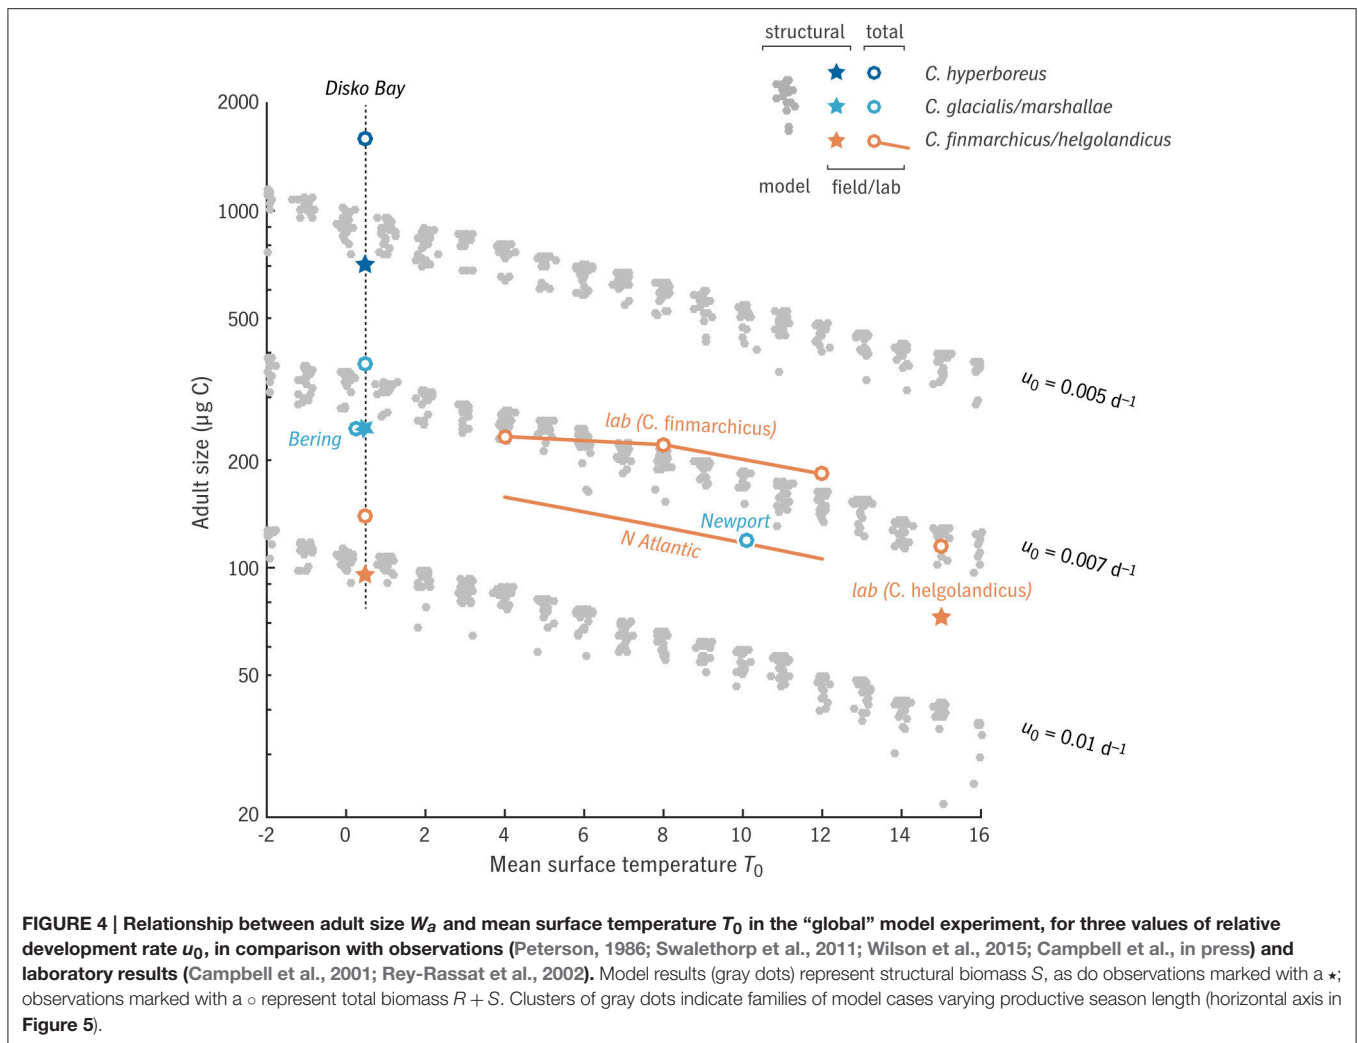 structural total
C. hyperboreus
C. glacialis/marshallae
C. finmarchicus/helgolandicus
model field/lab
Disko Bay
2000
1000
500
200
100
50
20
Adult size (µg C)
Bering
lab (C. finmarchicus)
Newport
N Atlantic
lab (C. helgolandicus)
u0 = 0.005 d–1
u0 = 0.007 d–1
u0 = 0.01 d–1
-2 0 2 4 6 8 10 12 14 16
Mean surface temperature T0
FIGURE 4 | Relationship between adult size Wa and mean surface temperature T0 in the “global” model experiment, for three values of relative
development rate u0, in comparison with observations (Peterson, 1986; Swalethorp et al., 2011; Wilson et al., 2015; Campbell et al., in press) and
laboratory results (Campbell et al., 2001; Rey-Rassat et al., 2002). Model results (gray dots) represent structural biomass S, as do observations marked with a ⋆;
observations marked with a ○ represent total biomass R + S. Clusters of gray dots indicate families of model cases varying productive season length (horizontal axis in
Figure 5).